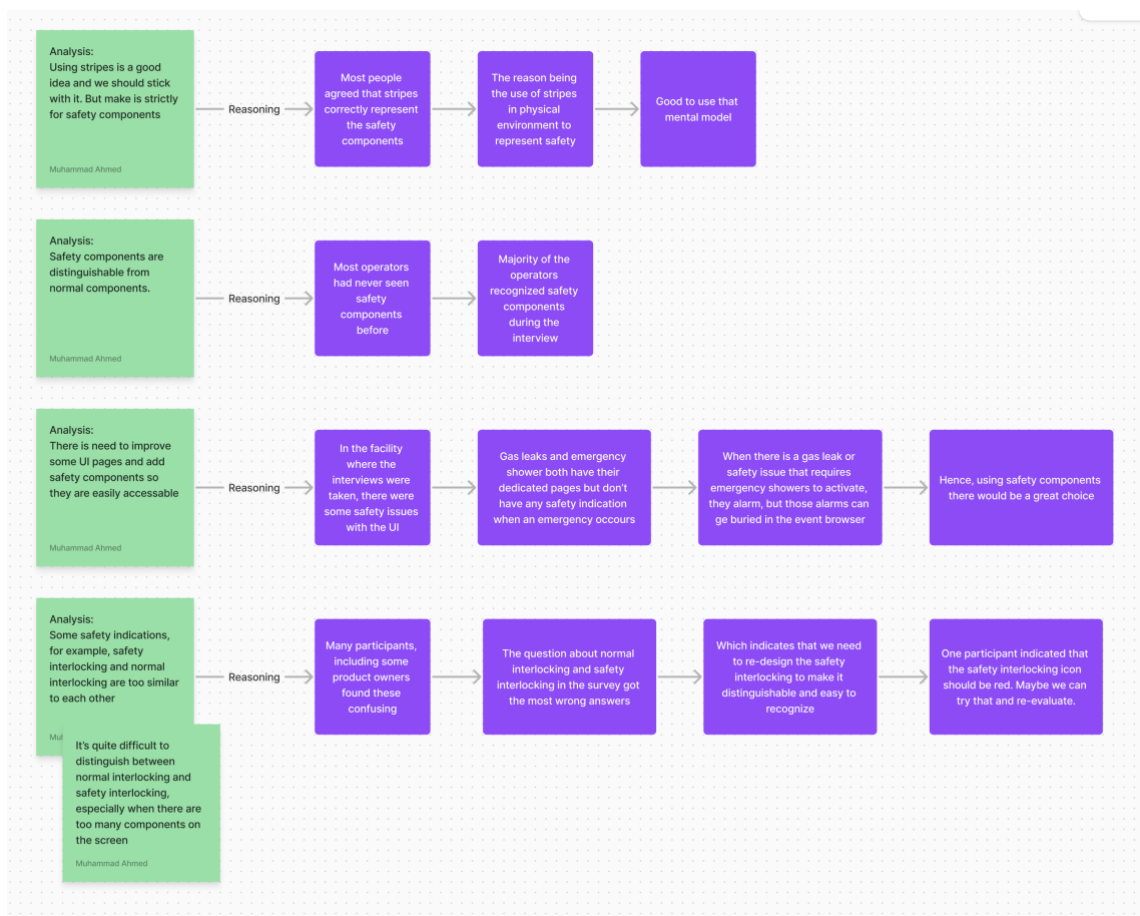 Analysis:
Using stripes is a good
idea and we should stick
with it. But make is strictly
for safety components
Muhammad Ahmed
Reasoning
Most people
agreed that stripes
correctly represent
the safety
components
The reason being
the use of stripes
in physical
environment to
represent safety
Good to use that
mental model
Analysis:
Safety components are
distinguishable from
normal components.
Muhammad Ahmed
Reasoning
Most operators
had never seen
safety
components
before
Majority of the
operators
recognized safety
components
during the
interview
Analysis:
There is need to improve
some UI pages and add
safety components so
they are easily accessable
Muhammad Ahmed
Reasoning
In the facility
where the
interviews were
taken, there were
some safety issues
with the UI
Gas leaks and emergency
shower both have their
dedicated pages but don't
have any safety indication
when an emergency occours
When there is a gas leak or
safety issue that requires
emergency showers to activate,
they alarm, but those alarms can
ge buried in the event browser
Hence, using safety components
there would be a great choice
Analysis:
Some safety indications,
for example, safety
interlocking and normal
interlocking are too similar
to each other
Mu
It's quite difficult to
distinguish between
normal interlocking and
safety interlocking,
especially when there are
too many components on
the screen
Muhammad Ahmed
Reasoning
Many participants,
including some
product owners
found these
confusing
The question about normal
interlocking and safety
interlocking in the survey got
the most wrong answers
Which indicates that we need
to re-design the safety
interlocking to make it
distinguishable and easy to
recognize
One participant indicated that
the safety interlocking icon
should be red. Maybe we can
try that and re-evaluate.